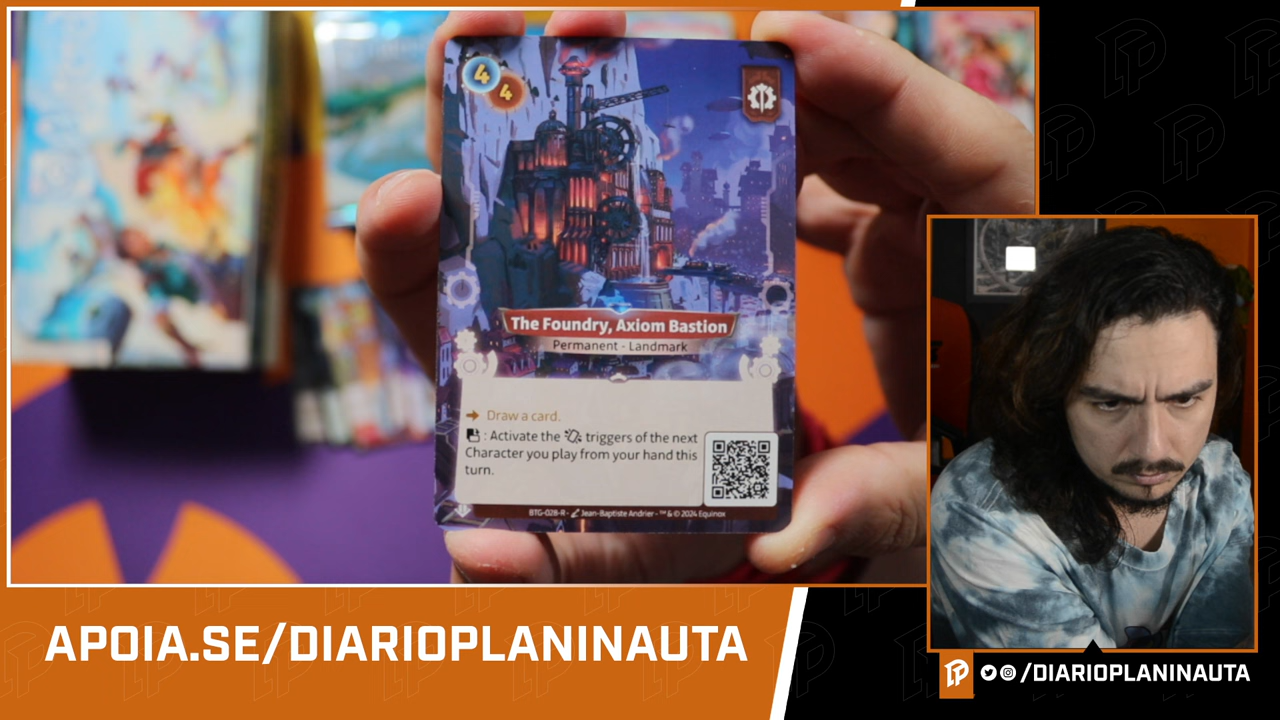 4
4
The Foundry, Axiom Bastion
Permanent - Landmark
Draw a card.
: Activate the triggers of the next
Character you play from your hand this
turn.
BTG-028-R - Jean-Baptiste Andrier - ™ & © 2024 Equinox
APOIA.SE/DIARIOPLANINAUTA
/DIARIOPLANINAUTA